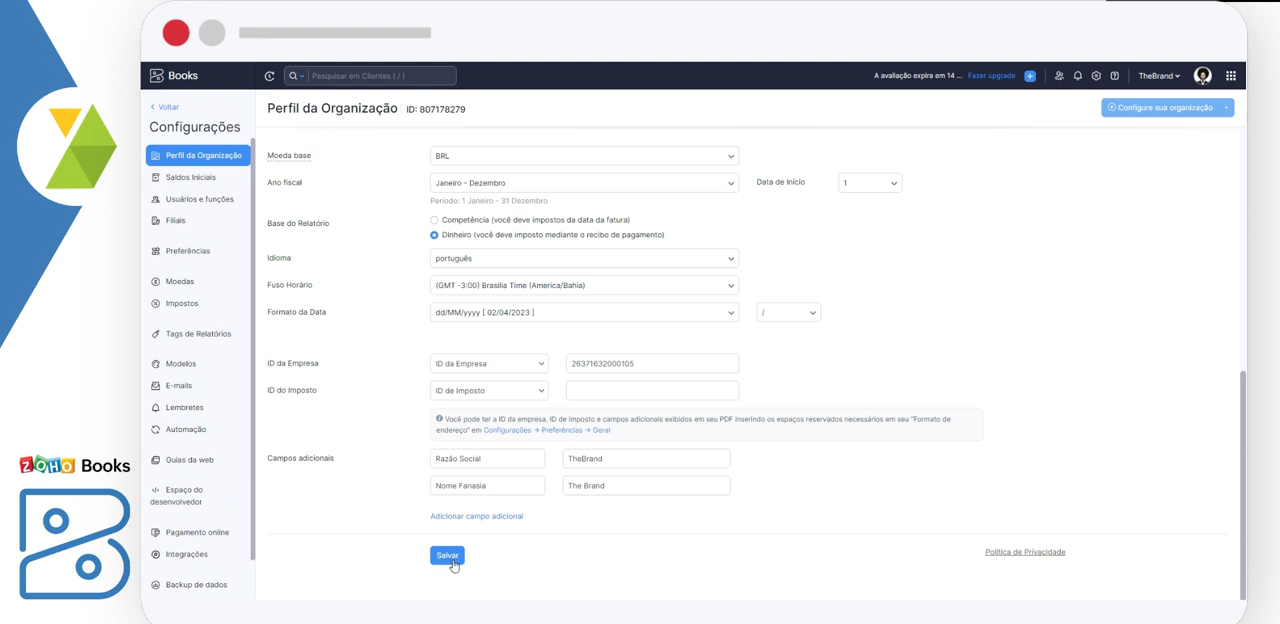 Books
Pesquisar em Clientes ( / )
A avaliação expira em 14 ... Fazer upgrade
TheBrand
Voltar
Configurações
Perfil da Organização ID: 807178279
Configure sua organização
Perfil da Organização
Saldos Iniciais
Usuários e funções
Filiais
Preferências
Moedas
Impostos
Tags de Relatórios
Modelos
E-mails
Lembretes
Automação
Guias da web
Espaço do
desenvolvedor
Pagamento online
Integrações
Backup de dados
Moeda base BRL
Ano fiscal Janeiro - Dezembro Data de Início 1
Período: 1 Janeiro - 31 Dezembro
Base do Relatório
Competência (você deve impostos da data da fatura)
Dinheiro (você deve imposto mediante o recibo de pagamento)
Idioma português
Fuso Horário (GMT -3:00) Brasilia Time (America/Bahia)
Formato da Data dd/MM/yyyy [ 02/04/2023 ] /
ID da Empresa ID da Empresa 26371632000105
ID do Imposto ID de Imposto
Você pode ter a ID da empresa, ID de imposto e campos adicionais exibidos em seu PDF inserindo os espaços reservados necessários em seu "Formato de
endereço" em Configurações → Preferências → Geral
Campos adicionais Razão Social TheBrand
Nome Fanasia The Brand
Adicionar campo adicional
Salvar
Política de Privacidade
ZOHO Books